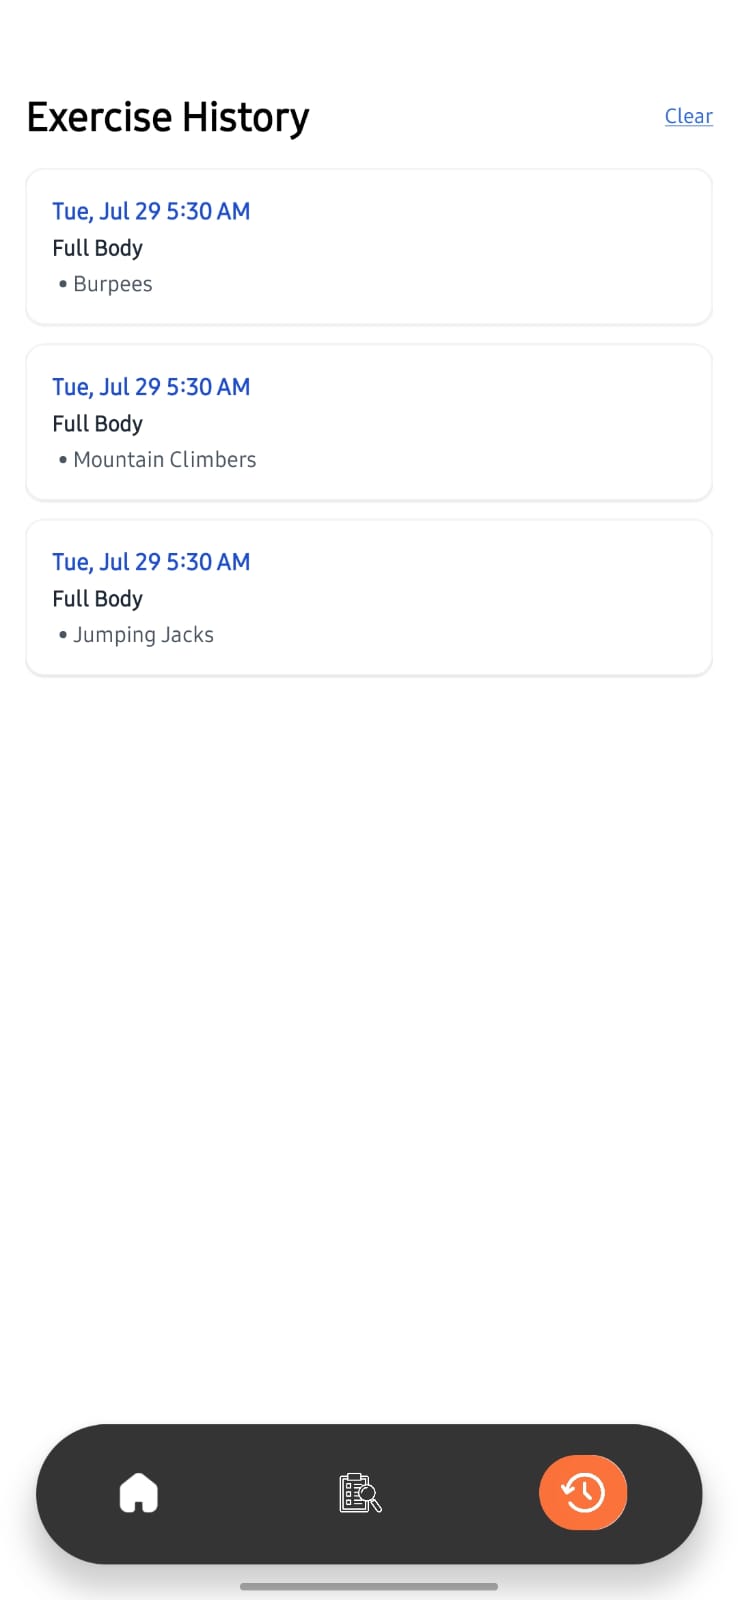 Exercise History
Clear
Tue, Jul 29 5:30 AM
Full Body
• Burpees
Tue, Jul 29 5:30 AM
Full Body
• Mountain Climbers
Tue, Jul 29 5:30 AM
Full Body
• Jumping Jacks